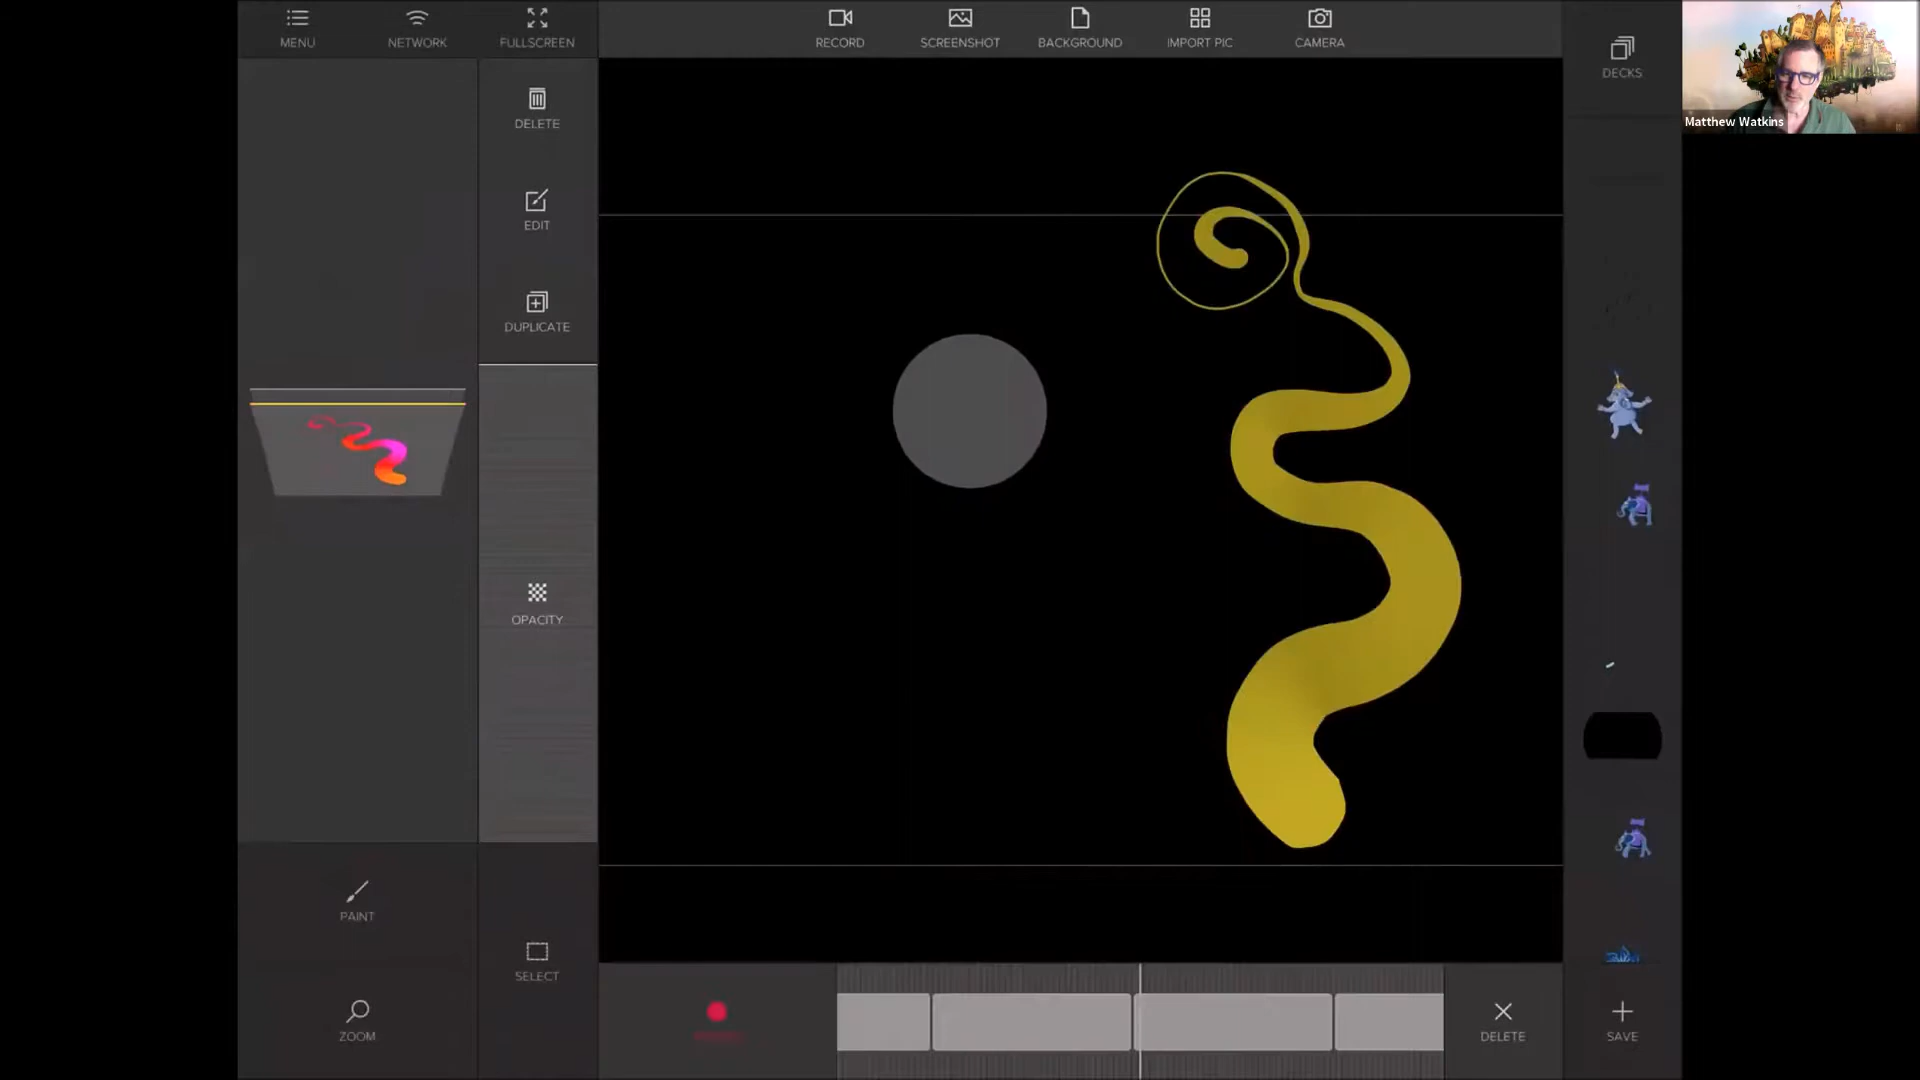 MENU
NETWORK
FULLSCREEN
RECORD
SCREENSHOT
BACKGROUND
IMPORT PIC
CAMERA
DECKS
Matthew Watkins
DELETE
EDIT
DUPLICATE
OPACITY
PAINT
SELECT
ZOOM
DELETE
SAVE